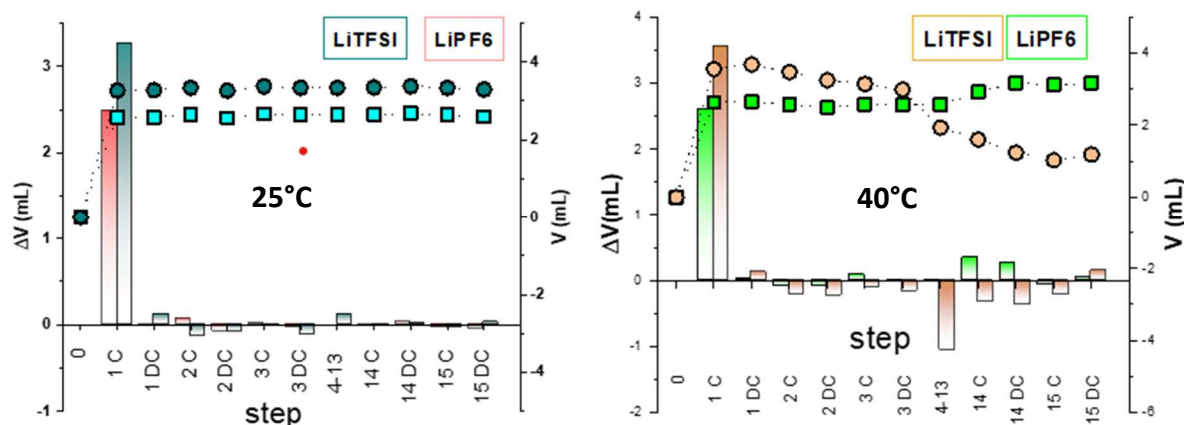 LiTFSI LiPF6
25°C
3
2
1
0
-1
ΔV (mL)
4
2
0
-2
-4
V (mL)
0
1 C
1 DC
2 C
2 DC
3 C
3 DC
4-13
14 C
14 DC
15 C
15 DC
step
LiTFSI LiPF6
40°C
4
3
2
1
0
-1
-2
ΔV(mL)
4
2
0
-2
-4
-6
V (mL)
step
0
1 C
1 DC
2 C
2 DC
3 C
3 DC
4-13
14 C
14 DC
15 C
15 DC